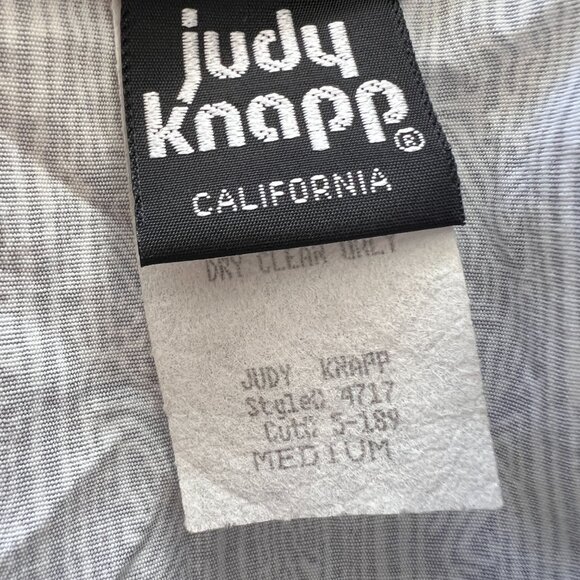 judy
knapp®
CALIFORNIA
DRY CLEAN ONLY
JUDY KNAPP
Style# 4717
Cut# 5-189
MEDIUM